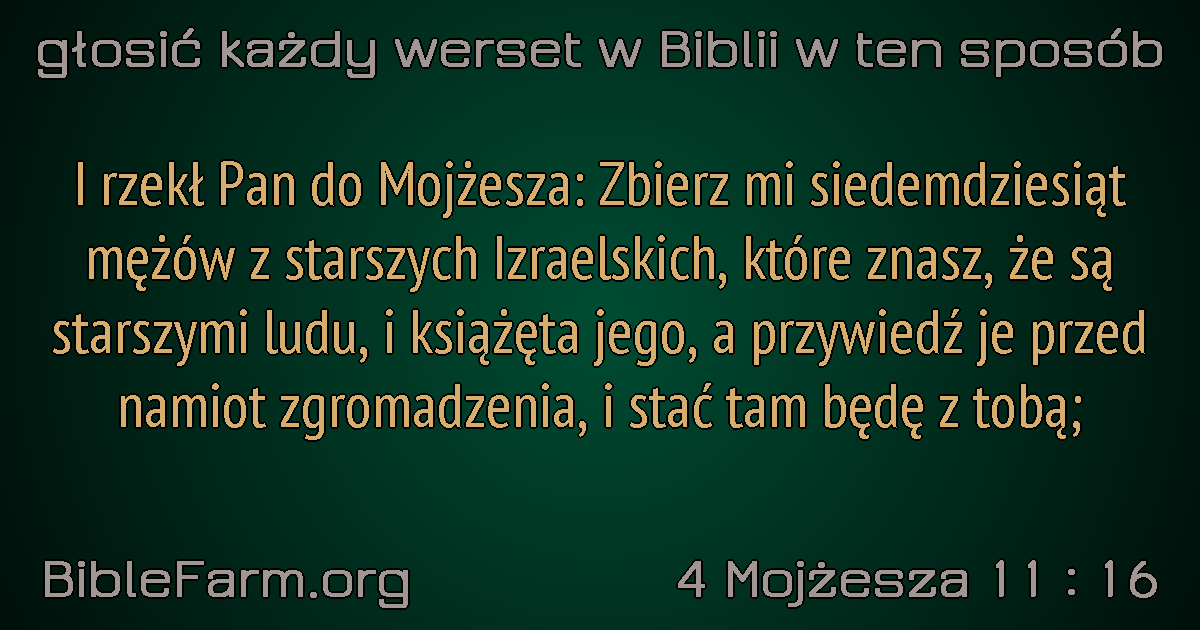 głosić każdy werset w Biblii w ten sposób
I rzekł Pan do Mojżesza: Zbierz mi siedemdziesiąt
mężów z starszych Izraelskich, które znasz, że są
starszymi ludu, i książęta jego, a przywiedź je przed
namiot zgromadzenia, i stać tam będę z tobą;
BibleFarm.org
4 Mojżesza 11 : 16